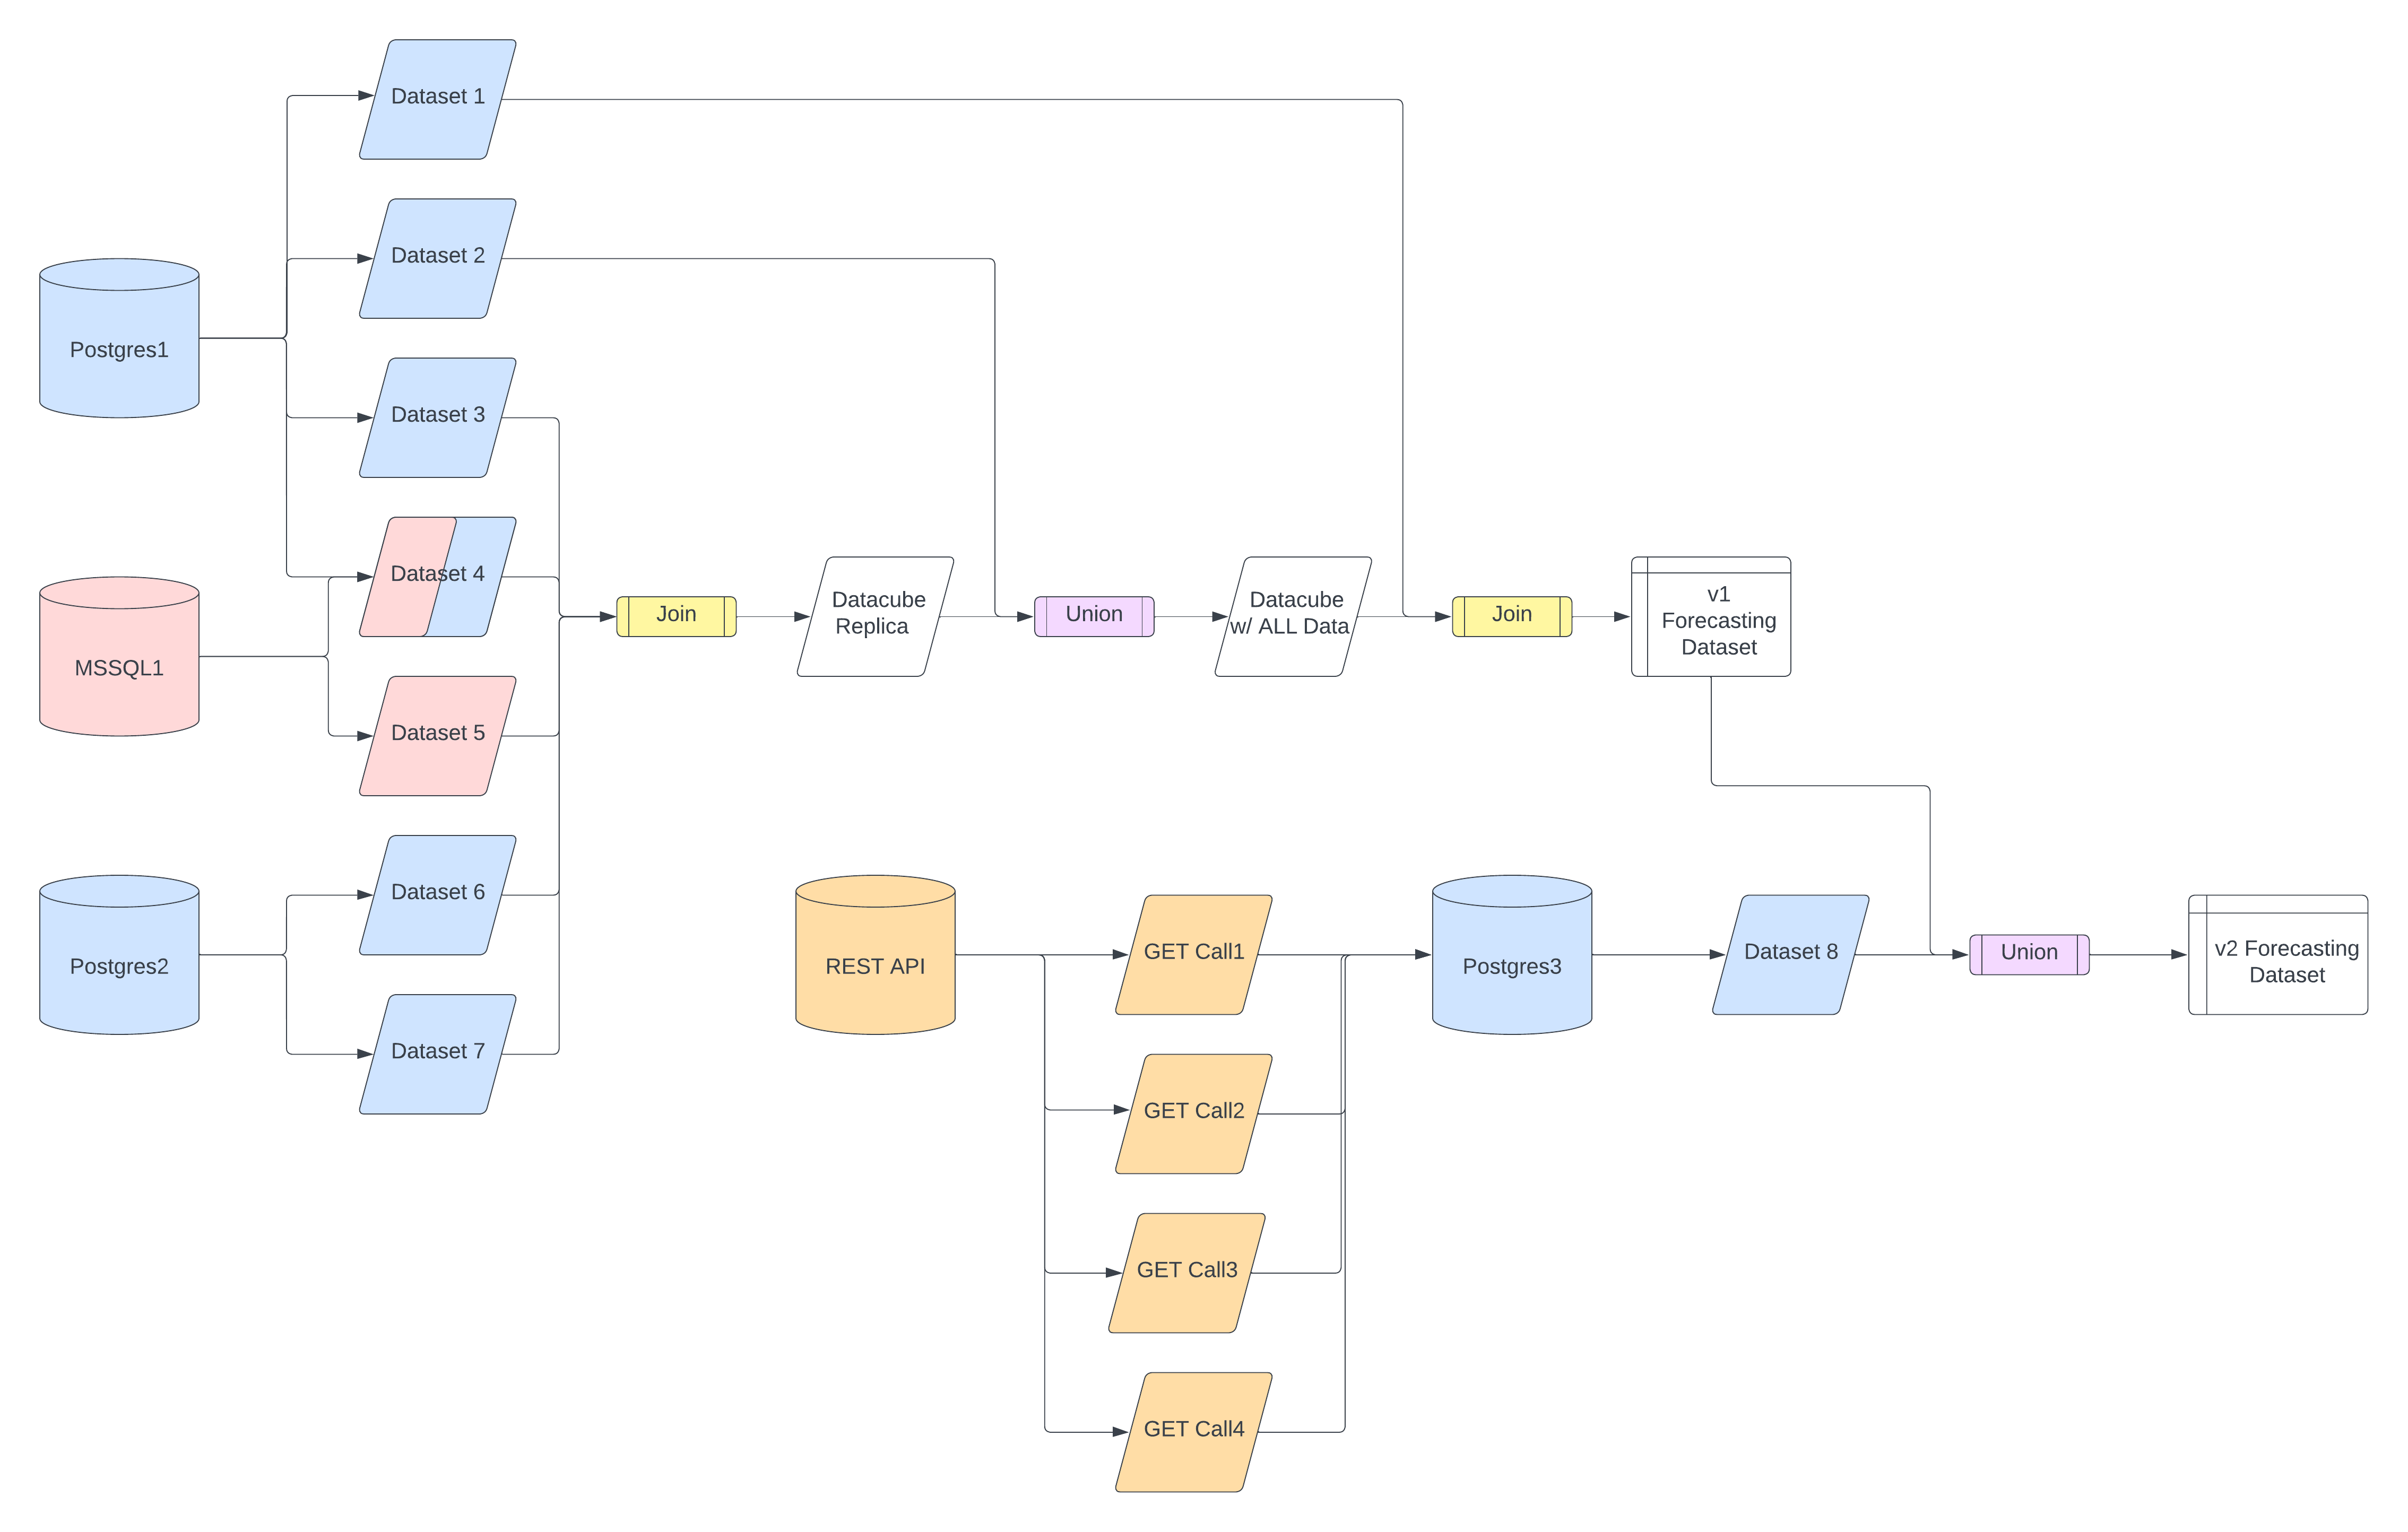 Dataset 1
Dataset 2
Postgres1
Dataset 3
Dataset 4
MSSQL1
Dataset 5
Join
Datacube
Replica
Union
Datacube
w/ ALL Data
Join
v1
Forecasting
Dataset
Postgres2
Dataset 6
Dataset 7
REST API
GET Call1
GET Call2
GET Call3
GET Call4
Postgres3
Dataset 8
Union
v2 Forecasting
Dataset